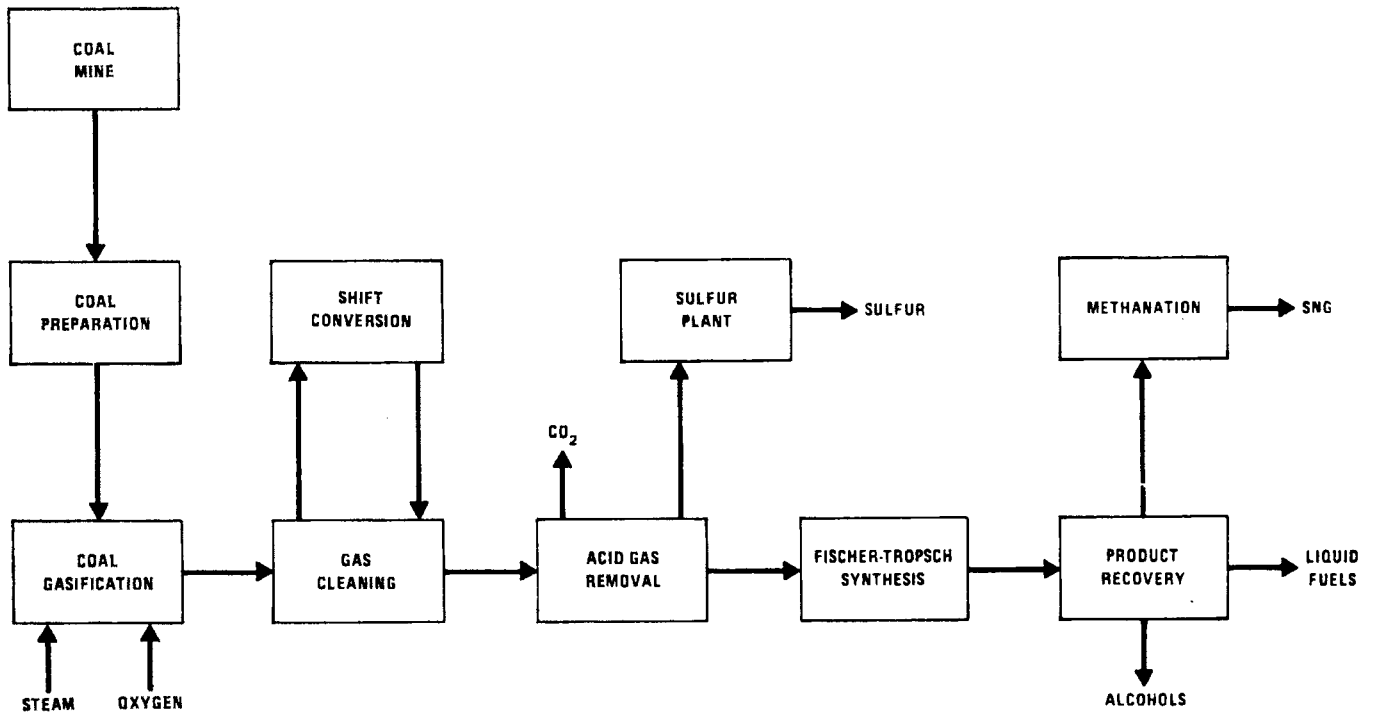 COAL
MINE
COAL
PREPARATION
SHIFT
CONVERSION
SULFUR
PLANT
SULFUR
METHANATION
SNG
CO2
COAL
GASIFICATION
GAS
CLEANING
ACID GAS
REMOVAL
FISCHER-TROPSCH
SYNTHESIS
PRODUCT
RECOVERY
LIQUID
FUELS
STEAM
OXYGEN
ALCOHOLS